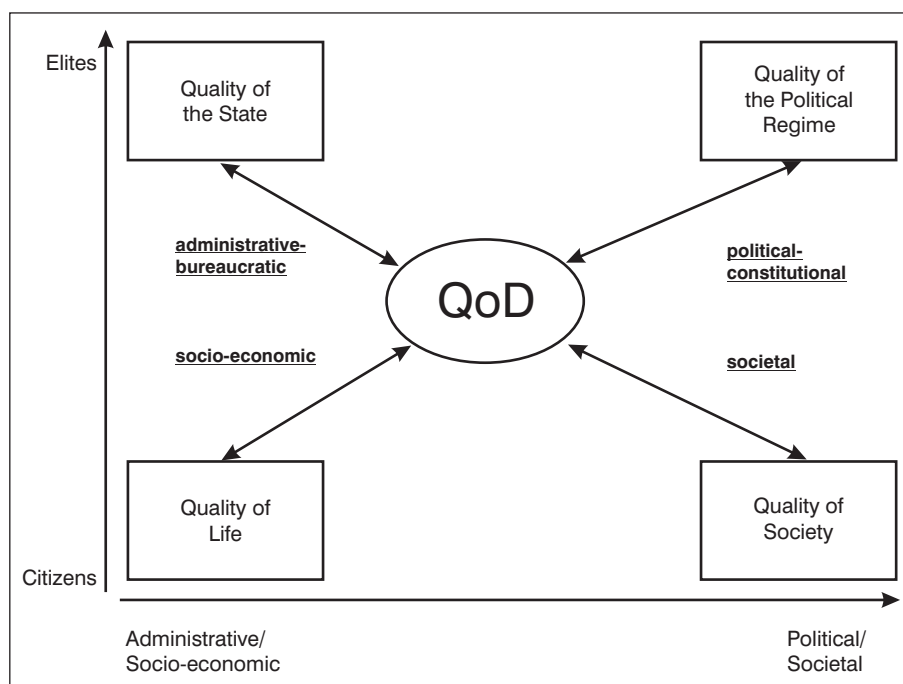 Elites
Quality of
the State
Quality of
the Political
Regime
administrative-
bureaucratic
political-
constitutional
QoD
socio-economic
societal
Quality of
Life
Quality of
Society
Citizens
Administrative/
Socio-economic
Political/
Societal